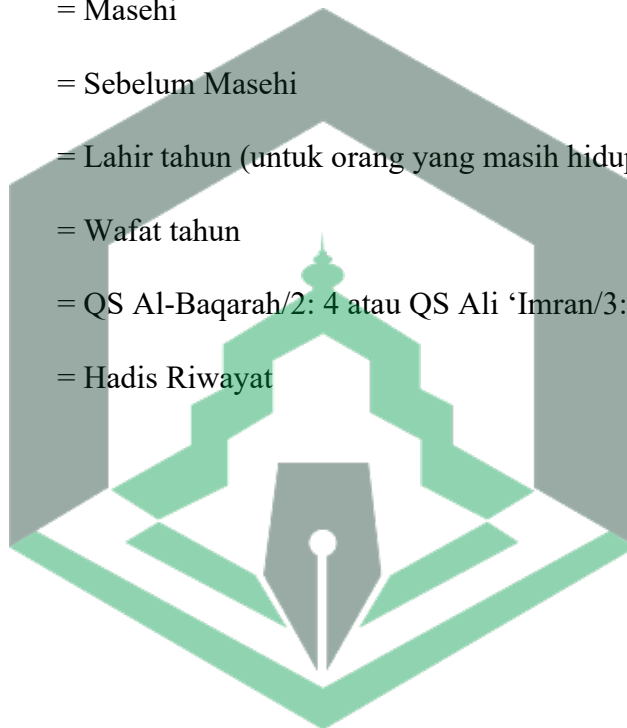 = Masehi
= Sebelum Masehi
= Lahir tahun (untuk orang yang masih hidup
= Wafat tahun
= QS Al-Baqarah/2: 4 atau QS Ali ‘Imran/3:
= Hadis Riwayat